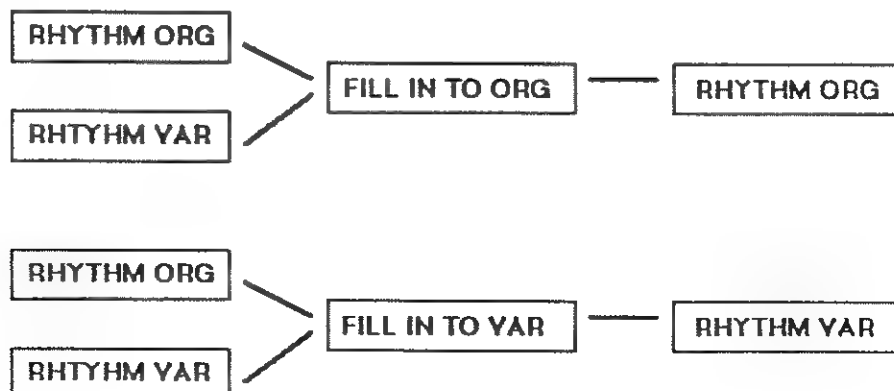 RHYTHM ORG
FILL IN TO ORG
RHYTHM ORG
RHTYHM VAR
RHYTHM ORG
FILL IN TO VAR
RHYTHM VAR
RHTYHM VAR